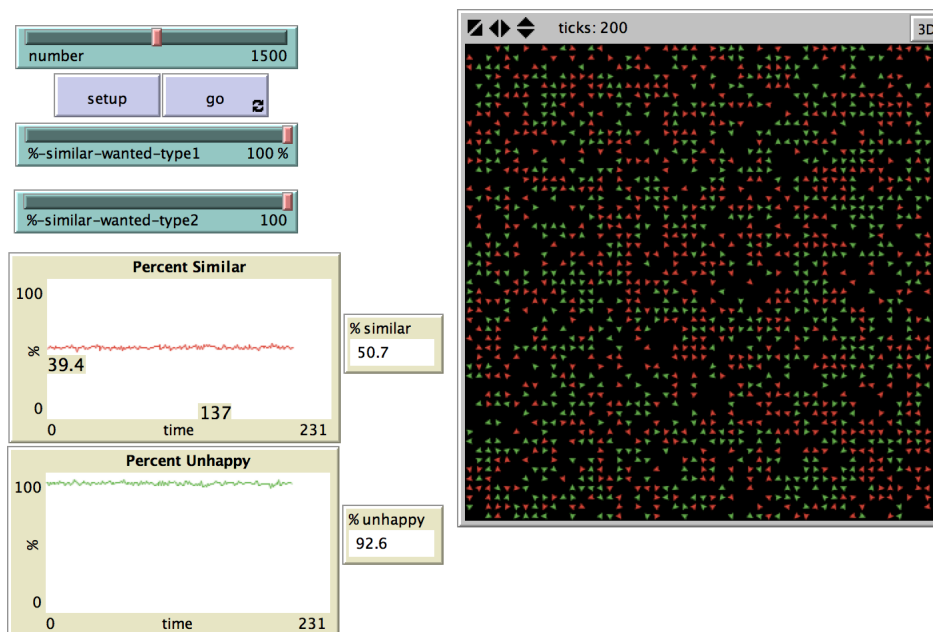 number 1500
setup
go
%-similar-wanted-type1 100 %
%-similar-wanted-type2 100
Percent Similar
100
%
39.4
0
137
0 time 231
% similar
50.7
Percent Unhappy
100
%
0
0 time 231
% unhappy
92.6
ticks: 200
3D